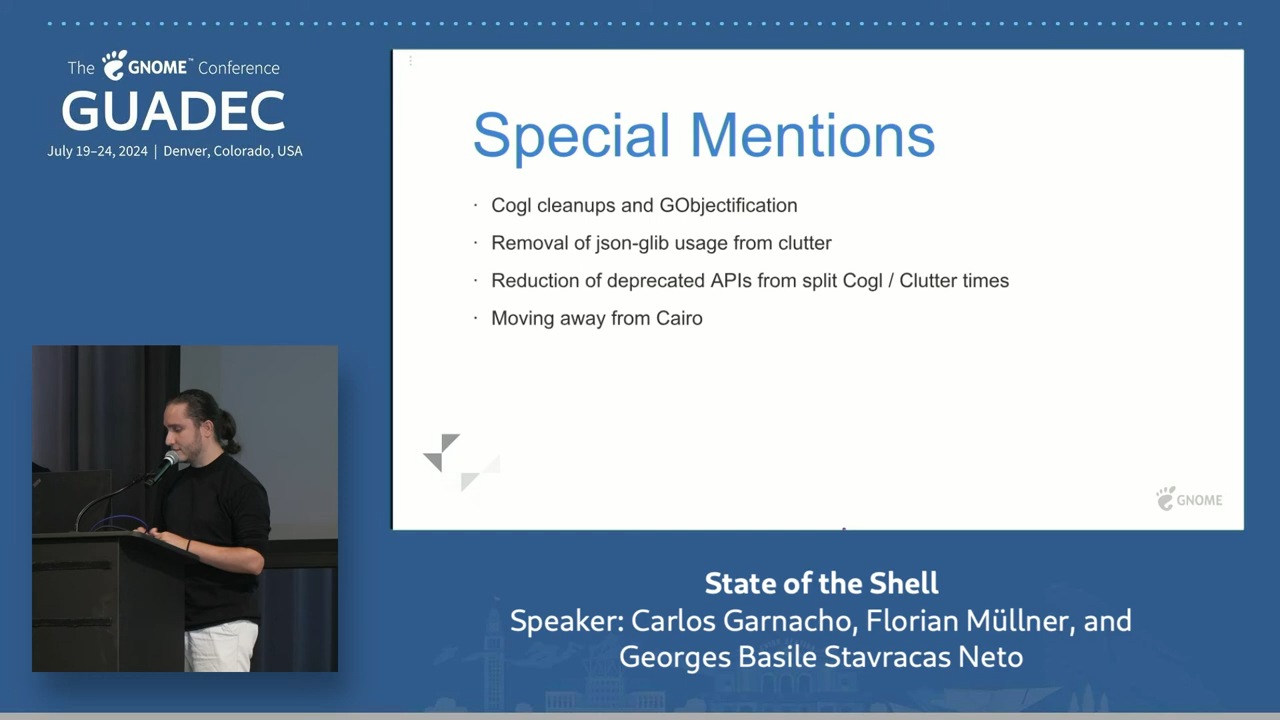 The GNOME™ Conference
GUADEC
July 19–24, 2024 | Denver, Colorado, USA
Special Mentions
· Cogl cleanups and GObjectification
· Removal of json-glib usage from clutter
· Reduction of deprecated APIs from split Cogl / Clutter times
· Moving away from Cairo
GNOME
State of the Shell
Speaker: Carlos Garnacho, Florian Müllner, and
Georges Basile Stavracas Neto